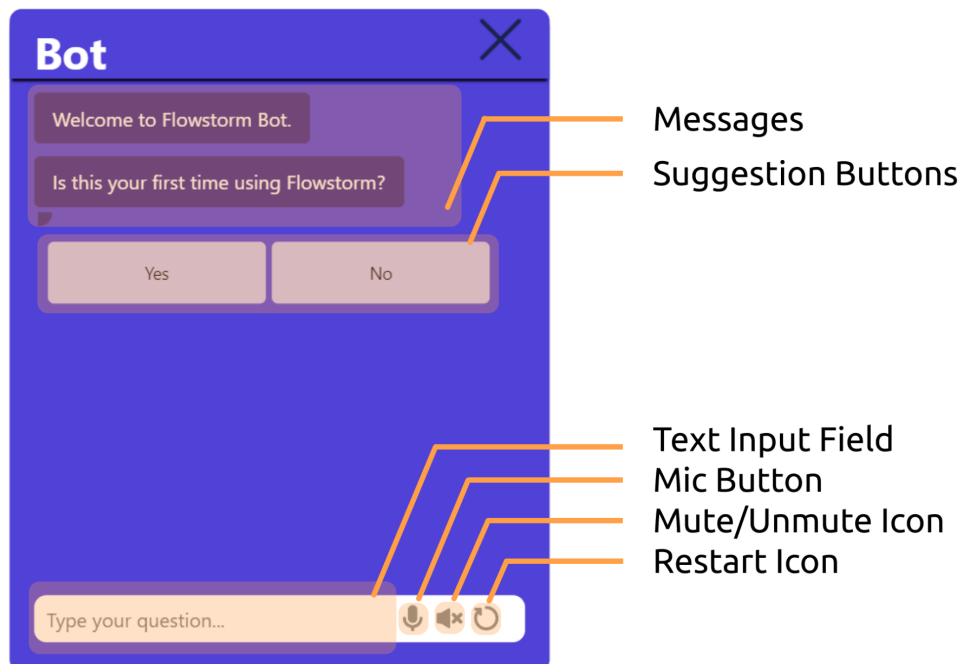 Bot
Welcome to Flowstorm Bot.
Is this your first time using Flowstorm?
Yes
No
Type your question...
Messages
Suggestion Buttons
Text Input Field
Mic Button
Mute/Unmute Icon
Restart Icon